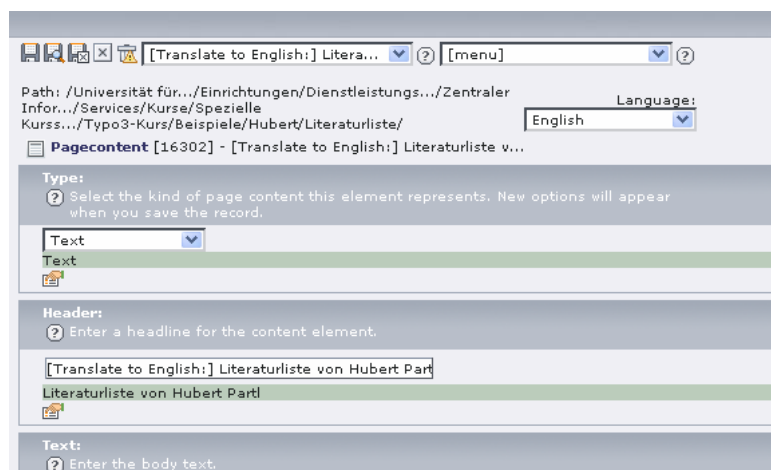 [Translate to English:] Litera... [menu]
Path: /Universität für.../Einrichtungen/Dienstleistungs.../Zentraler
Infor.../Services/Kurse/Spezielle
Kurss.../Typo3-Kurs/Beispiele/Hubert/Literaturliste/
Language:
English
Pagecontent [16302] - [Translate to English:] Literaturliste v...
Type:
Select the kind of page content this element represents. New options will appear
when you save the record.
Text
Text
Header:
Enter a headline for the content element.
[Translate to English:] Literaturliste von Hubert Part
Literaturliste von Hubert Partl
Text:
Enter the body text.